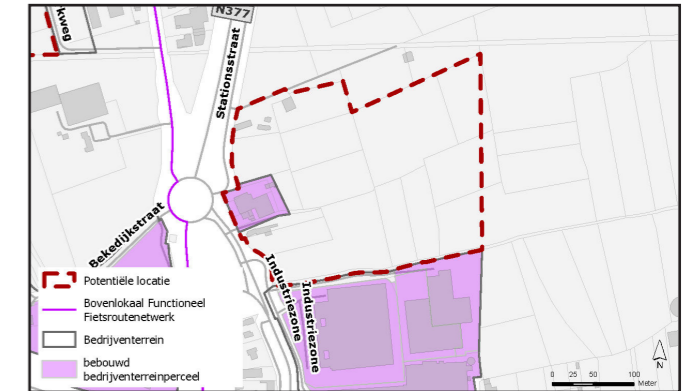 kweg
N377
Stationsstraat
Bekedijkstraat
Industriezone
Industriezone
Potentiële locatie
Bovenlokaal Functioneel
Fietsroutenetwerk
Bedrijventerrein
bebouwd
bedrijventerreinperceel
N
0 25 50 100
Meter